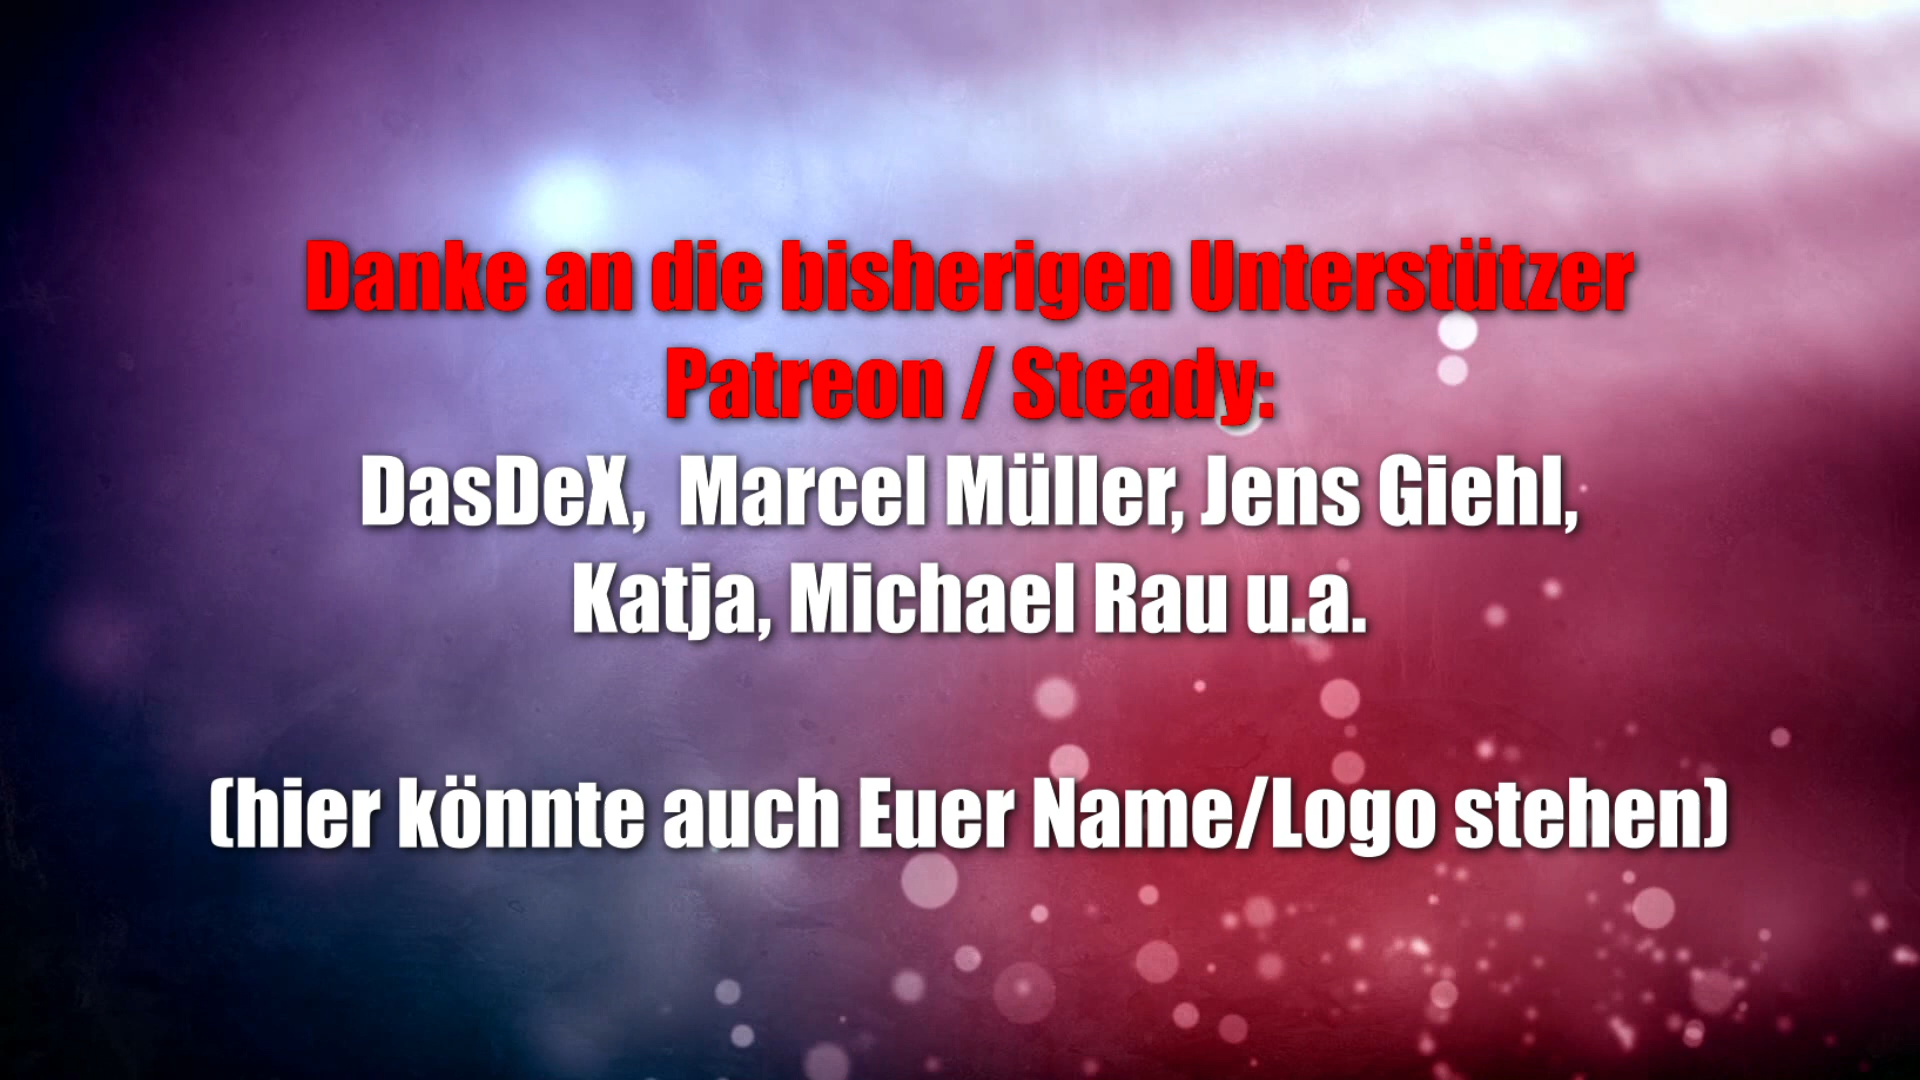 Danke an die bisherigen Unterstützer
Patreon / Steady:
DasDeX,  Marcel Müller, Jens Giehl,
Katja, Michael Rau u.a.
(hier könnte auch Euer Name/Logo stehen)